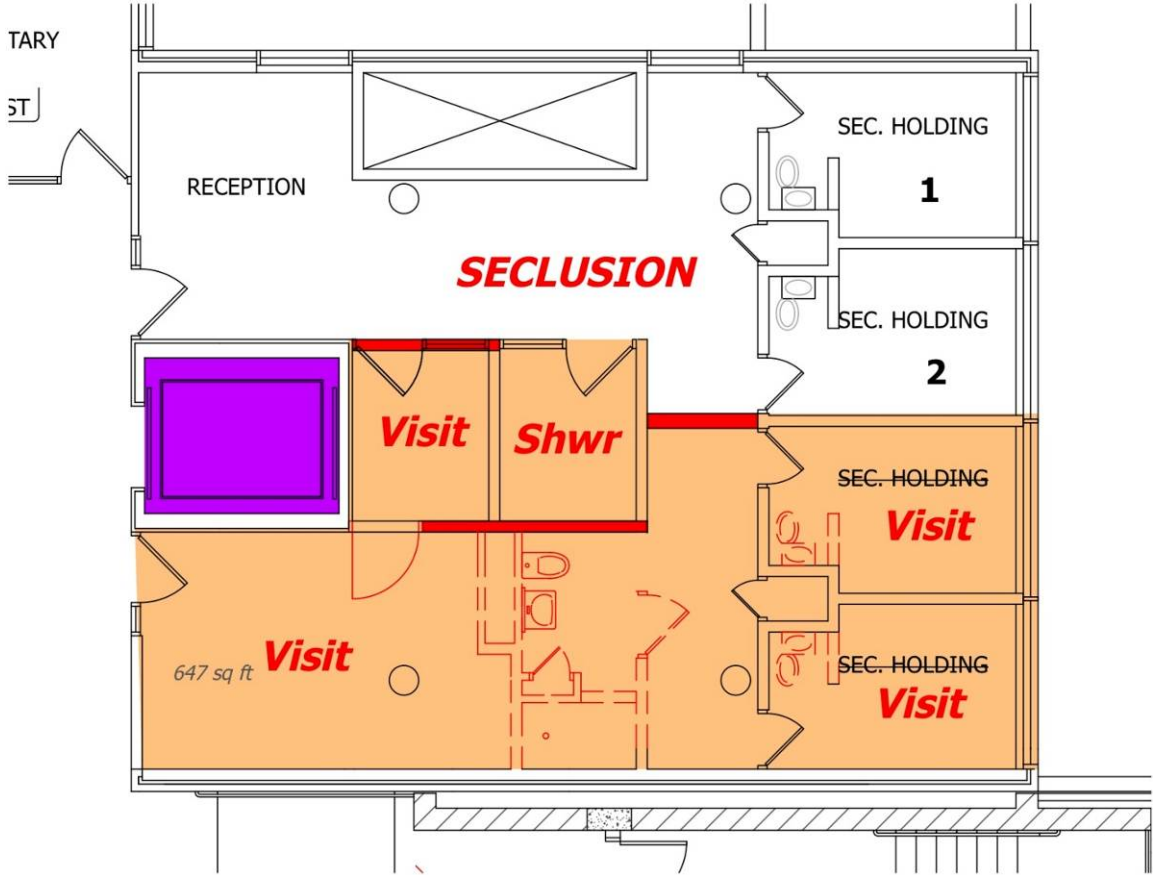 TARY
ST
SEC. HOLDING
1
RECEPTION
SECLUSION
SEC. HOLDING
2
Visit
Shwr
SEC. HOLDING
Visit
Visit
647 sq ft
SEC. HOLDING
Visit